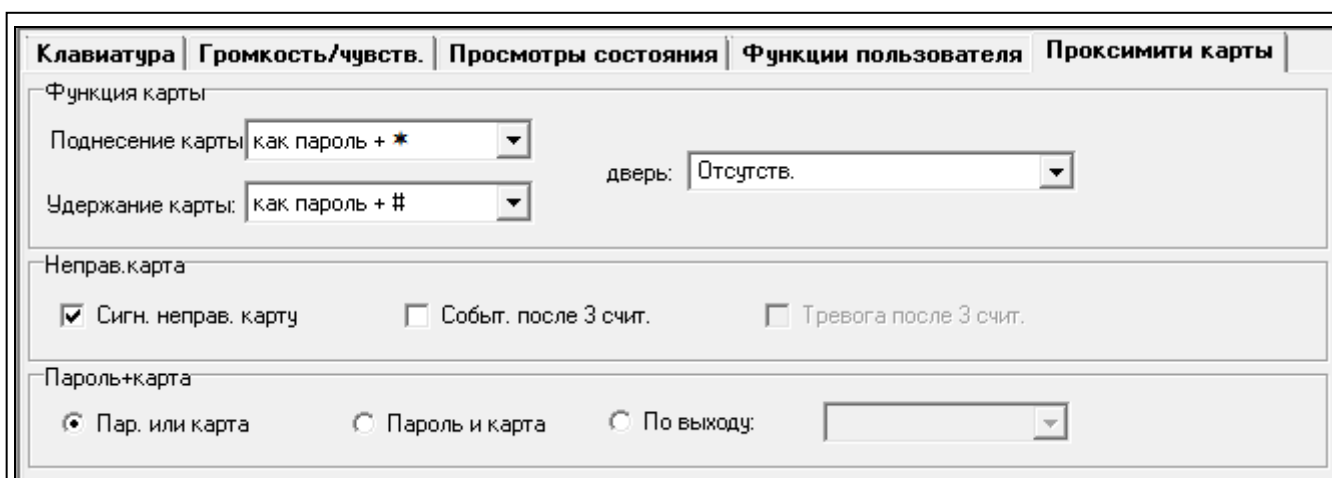 Клавиатура Громкость/чувств. Просмотры состояния Функции пользователя Проксимити карты
Функция карты
Поднесение карты как пароль + *
дверь: Отсутств.
Удержание карты: как пароль + #
Неправ.карта
Сигн. неправ. карту Событ. после 3 счит. Тревога после 3 счит.
Пароль+карта
Пар. или карта Пароль и карта По выходу: